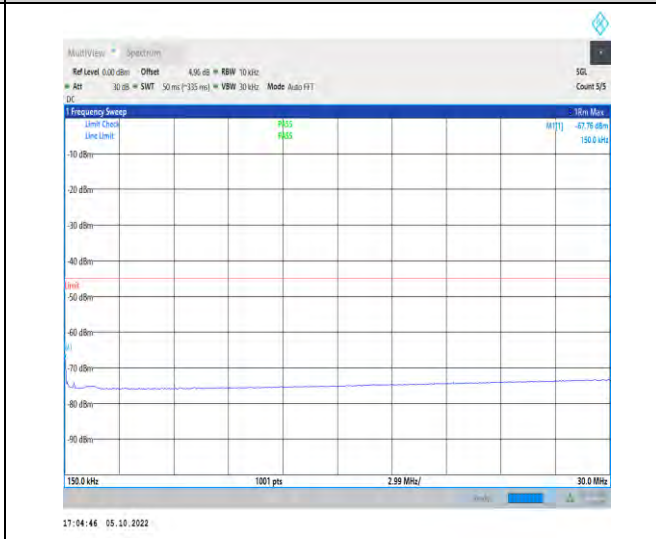 MultiView Spectrum
Ref Level 0.00 dBm Offset 4.96 dB RBW 10 kHz SGL
Att 30 dB SWT 50 ms (~335 ms) VBW 30 kHz Mode Auto FFT Count 5/5
DC
1 Frequency Sweep 1Rm Max
Limit Check PASS M1[1] -67.76 dBm
Line Limit PASS 150.0 kHz
-10 dBm
-20 dBm
-30 dBm
-40 dBm
Limit
-50 dBm
-60 dBm
M1
-70 dBm
-80 dBm
-90 dBm
150.0 kHz 1001 pts 2.99 MHz/ 30.0 MHz
17:04:46 05.10.2022